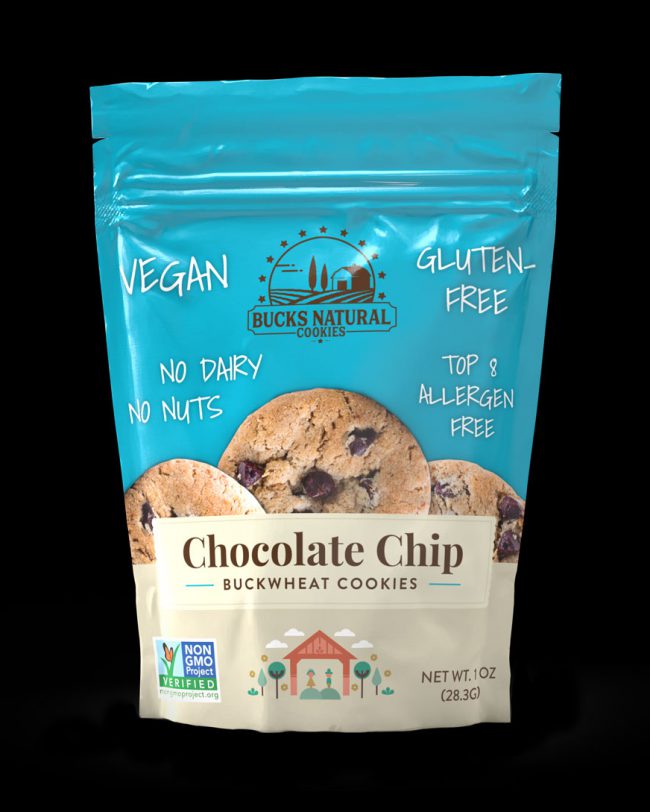 VEGAN
GLUTEN-
FREE
BUCKS NATURAL
COOKIES
NO DAIRY
NO NUTS
TOP 8
ALLERGEN
FREE
Chocolate Chip
BUCKWHEAT COOKIES
NON
GMO
Project
VERIFIED
nongmoproject.org
NET WT. 1 OZ
(28.3G)